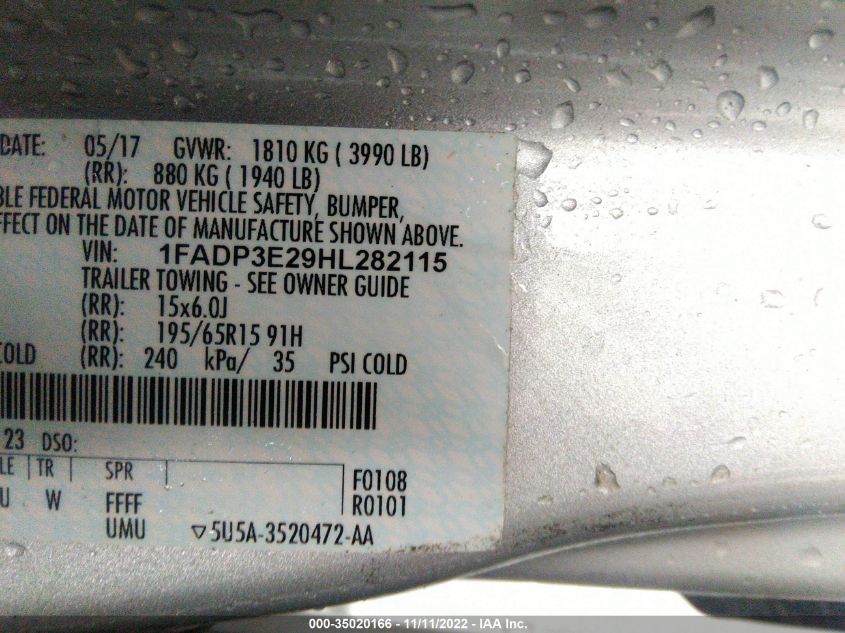 DATE: 05/17 GVWR: 1810 KG ( 3990 LB)
(RR): 880 KG ( 1940 LB)
BLE FEDERAL MOTOR VEHICLE SAFETY, BUMPER,
FFECT ON THE DATE OF MANUFACTURE SHOWN ABOVE.
VIN: 1FADP3E29HL282115
TRAILER TOWING - SEE OWNER GUIDE
(RR): 15x6.0J
(RR): 195/65R15 91H
COLD (RR): 240 kPa/ 35 PSI COLD
23 DSO:
LE TR SPR
U W FFFF F0108
UMU R0101
▽5U5A-3520472-AA
000-35020166 - 11/11/2022 - IAA Inc.